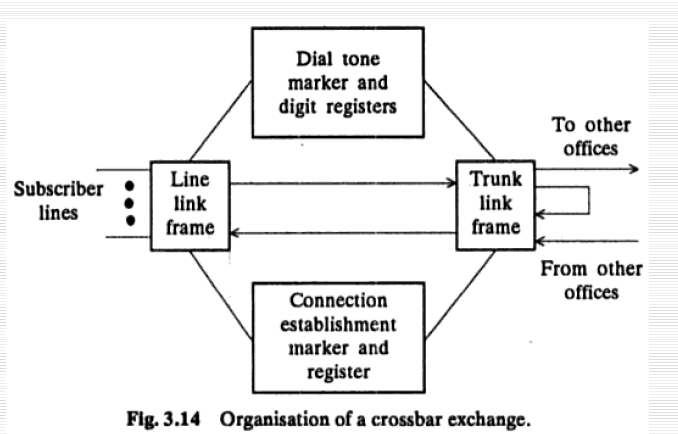 Dial tone
marker and
digit registers
To other
offices
Subscriber
lines
Line
link
frame
Trunk
link
frame
From other
offices
Connection
establishment
marker and
register
Fig. 3.14 Organisation of a crossbar exchange.